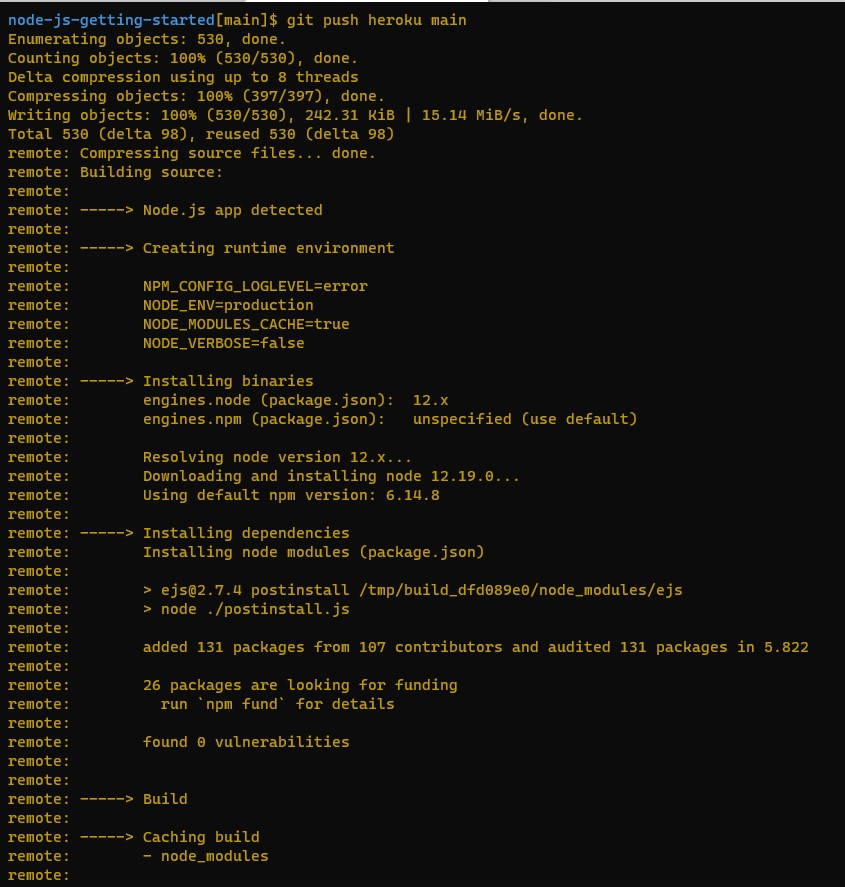 node-js-getting-started[main]$ git push heroku main
Enumerating objects: 530, done.
Counting objects: 100% (530/530), done.
Delta compression using up to 8 threads
Compressing objects: 100% (397/397), done.
Writing objects: 100% (530/530), 242.31 KiB | 15.14 MiB/s, done.
Total 530 (delta 98), reused 530 (delta 98)
remote: Compressing source files... done.
remote: Building source:
remote:
remote: -----> Node.js app detected
remote:
remote: -----> Creating runtime environment
remote:
remote:        NPM_CONFIG_LOGLEVEL=error
remote:        NODE_ENV=production
remote:        NODE_MODULES_CACHE=true
remote:        NODE_VERBOSE=false
remote:
remote: -----> Installing binaries
remote:        engines.node (package.json):  12.x
remote:        engines.npm (package.json):   unspecified (use default)
remote:
remote:        Resolving node version 12.x...
remote:        Downloading and installing node 12.19.0...
remote:        Using default npm version: 6.14.8
remote:
remote: -----> Installing dependencies
remote:        Installing node modules (package.json)
remote:
remote:        > ejs@2.7.4 postinstall /tmp/build_dfd089e0/node_modules/ejs
remote:        > node ./postinstall.js
remote:
remote:        added 131 packages from 107 contributors and audited 131 packages in 5.822
remote:
remote:        26 packages are looking for funding
remote:          run `npm fund` for details
remote:
remote:        found 0 vulnerabilities
remote:
remote:
remote: -----> Build
remote:
remote: -----> Caching build
remote:        - node_modules
remote: